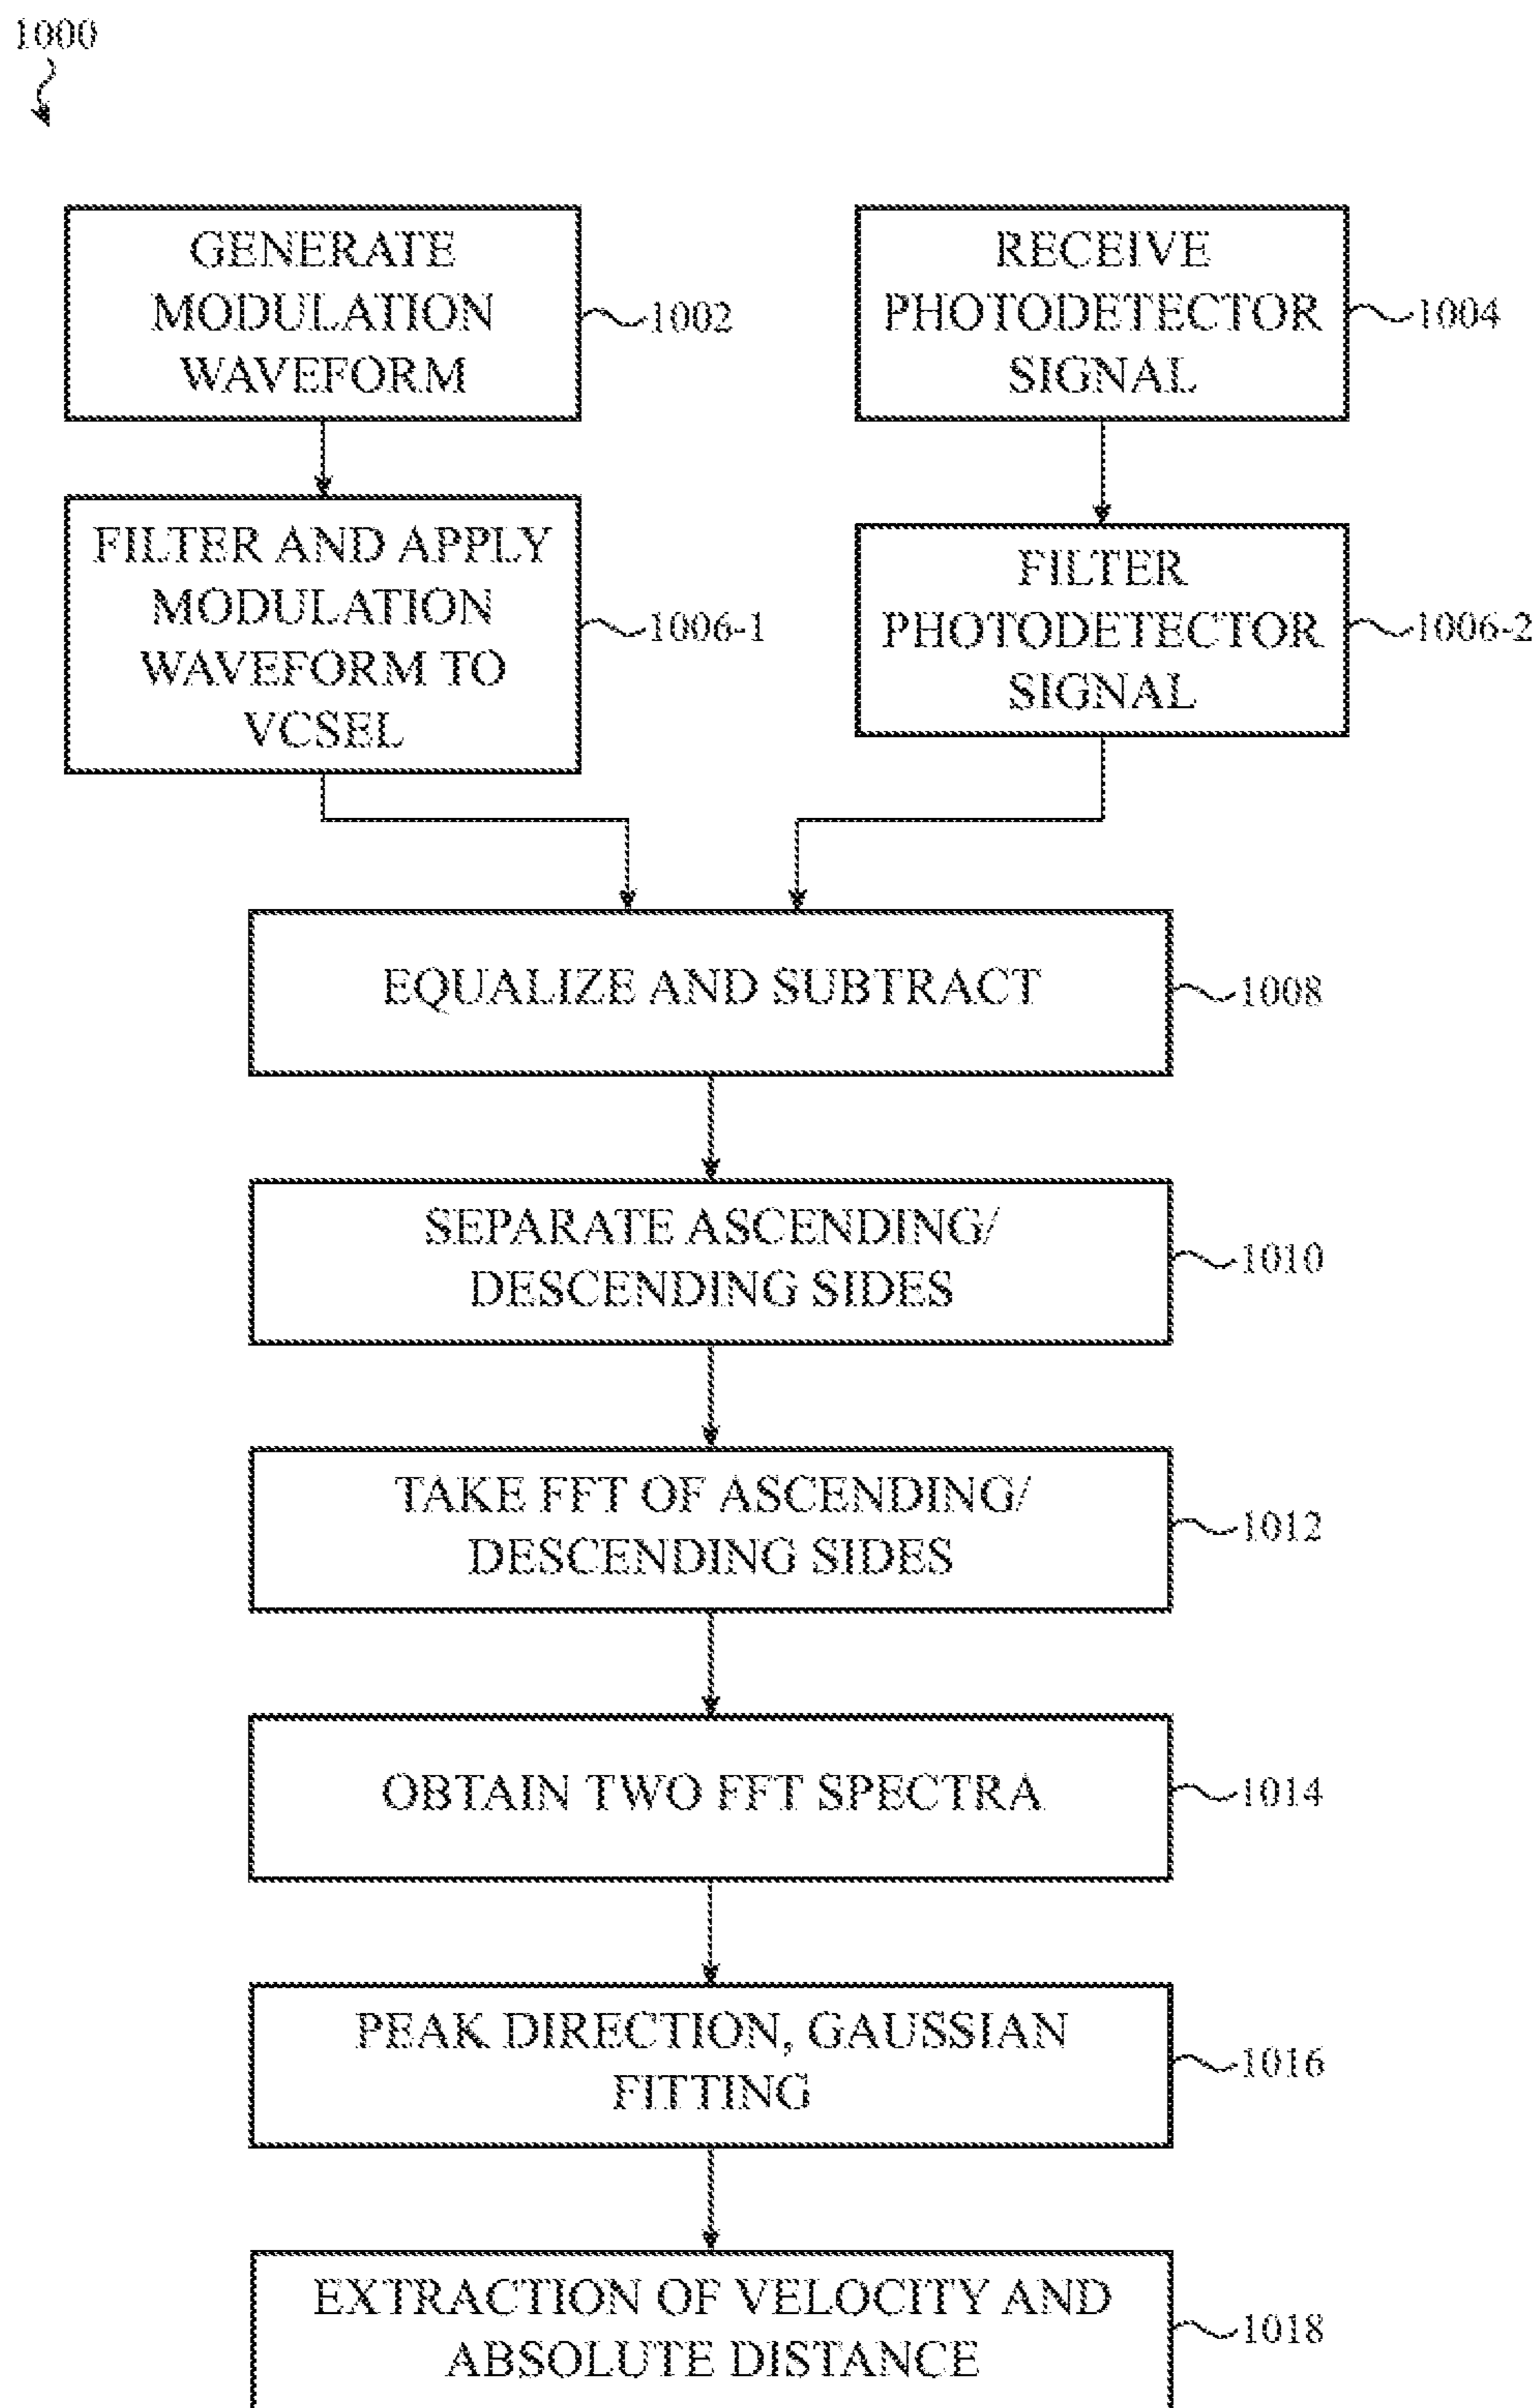 1000
GENERATE
MODULATION
WAVEFORM
1002
RECEIVE
PHOTODETECTOR
SIGNAL
1004
FILTER AND APPLY
MODULATION
WAVEFORM TO
VCSEL
1006-1
FILTER
PHOTODETECTOR
SIGNAL
1006-2
EQUALIZE AND SUBTRACT
1008
SEPARATE ASCENDING/
DESCENDING SIDES
1010
TAKE FFT OF ASCENDING/
DESCENDING SIDES
1012
OBTAIN TWO FFT SPECTRA
1014
PEAK DIRECTION, GAUSSIAN
FITTING
1016
EXTRACTION OF VELOCITY AND
ABSOLUTE DISTANCE
1018